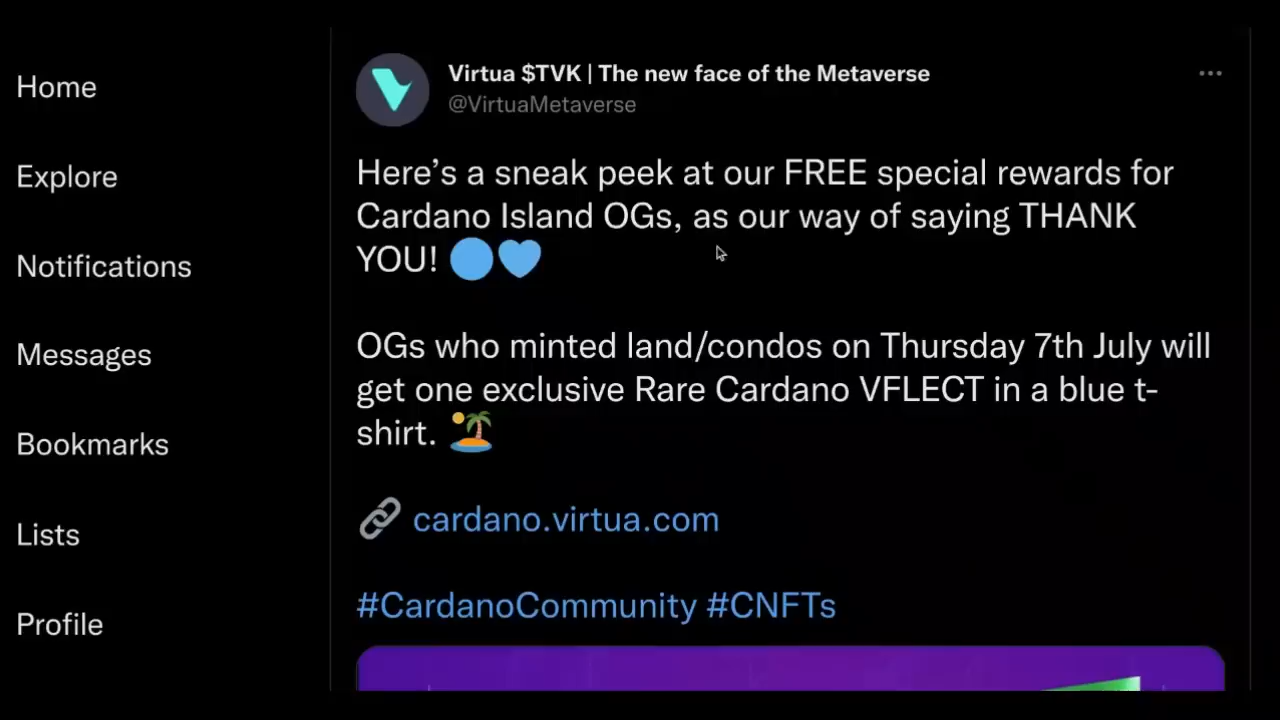 Home
Explore
Notifications
Messages
Bookmarks
Lists
Profile
Virtua $TVK | The new face of the Metaverse
@VirtuaMetaverse
Here’s a sneak peek at our FREE special rewards for
Cardano Island OGs, as our way of saying THANK
YOU! 🔵💙
OGs who minted land/condos on Thursday 7th July will
get one exclusive Rare Cardano VFLECT in a blue t-
shirt. 🏝️
🔗 cardano.virtua.com
#CardanoCommunity #CNFTs